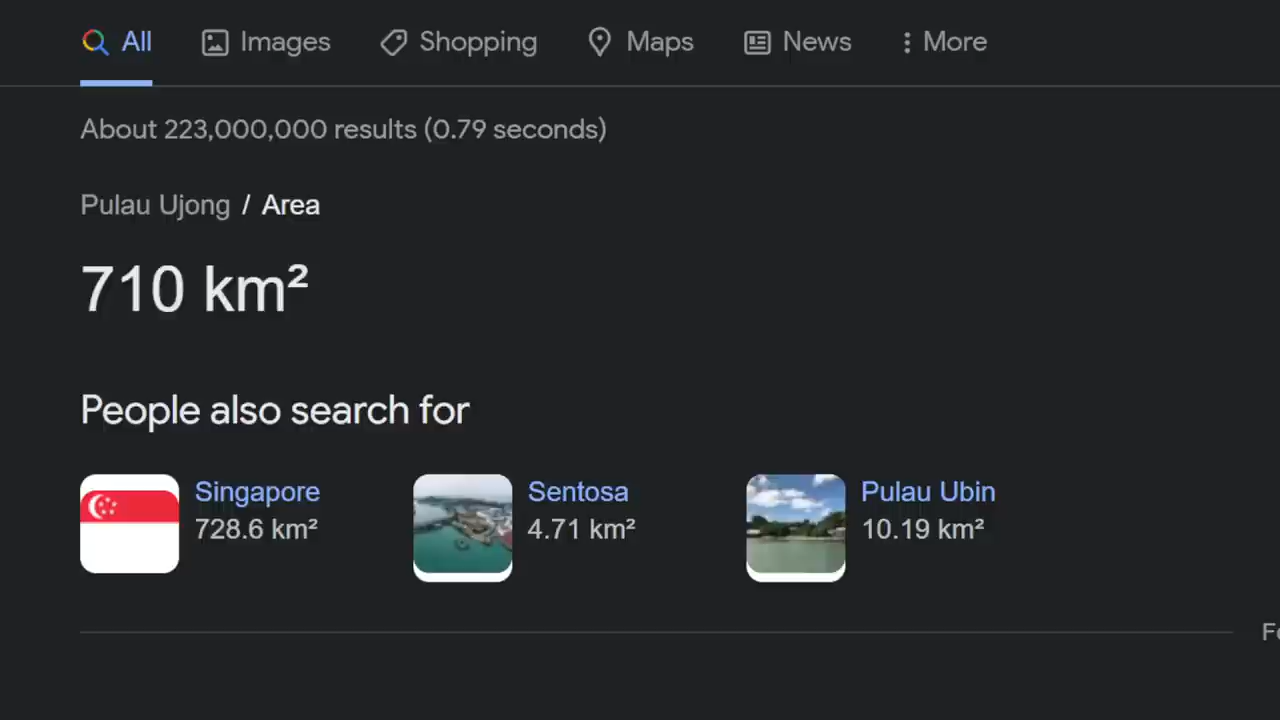 All Images Shopping Maps News More
About 223,000,000 results (0.79 seconds)
Pulau Ujong / Area
710 km²
People also search for
Singapore Sentosa Pulau Ubin
728.6 km² 4.71 km² 10.19 km²